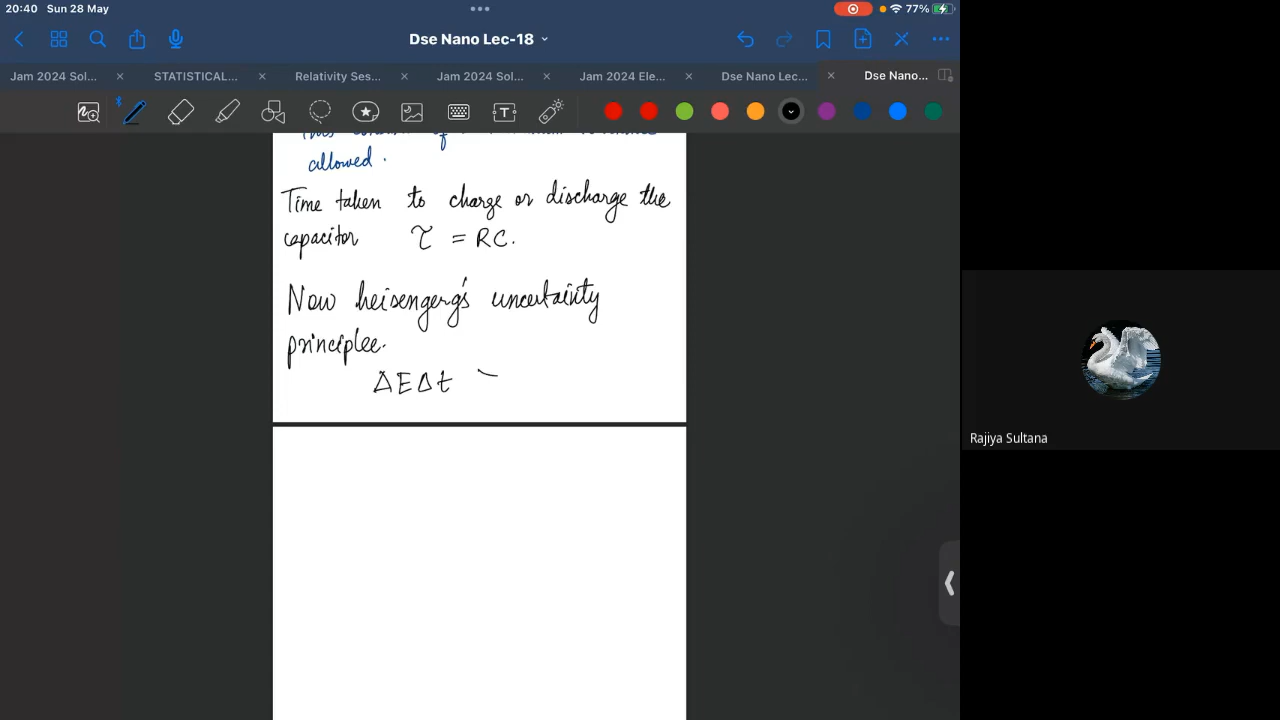 20:40 Sun 28 May
77%
Dse Nano Lec-18
Jam 2024 Sol...
STATISTICAL...
Relativity Ses...
Jam 2024 Sol...
Jam 2024 Ele...
Dse Nano Lec...
Dse Nano...
allowed.
Time taken to charge or discharge the
capacitor τ = RC.
Now heisengerg's uncertainty
principlee.
ΔEΔt
Rajiya Sultana